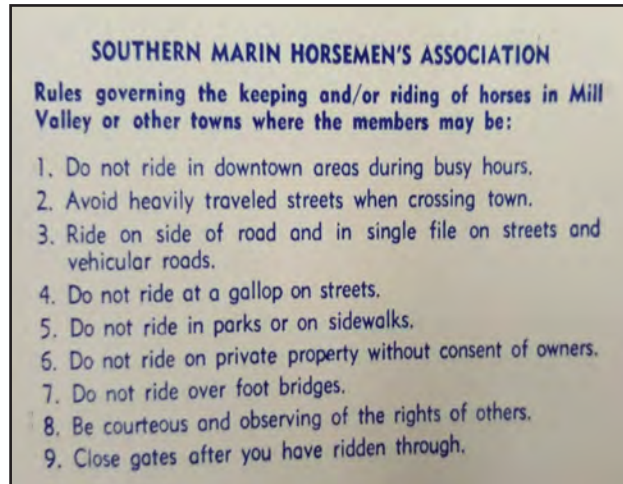 SOUTHERN MARIN HORSEMEN'S ASSOCIATION
Rules governing the keeping and/or riding of horses in Mill
Valley or other towns where the members may be:
1. Do not ride in downtown areas during busy hours.
2. Avoid heavily traveled streets when crossing town.
3. Ride on side of road and in single file on streets and
vehicular roads.
4. Do not ride at a gallop on streets.
5. Do not ride in parks or on sidewalks.
6. Do not ride on private property without consent of owners.
7. Do not ride over foot bridges.
8. Be courteous and observing of the rights of others.
9. Close gates after you have ridden through.